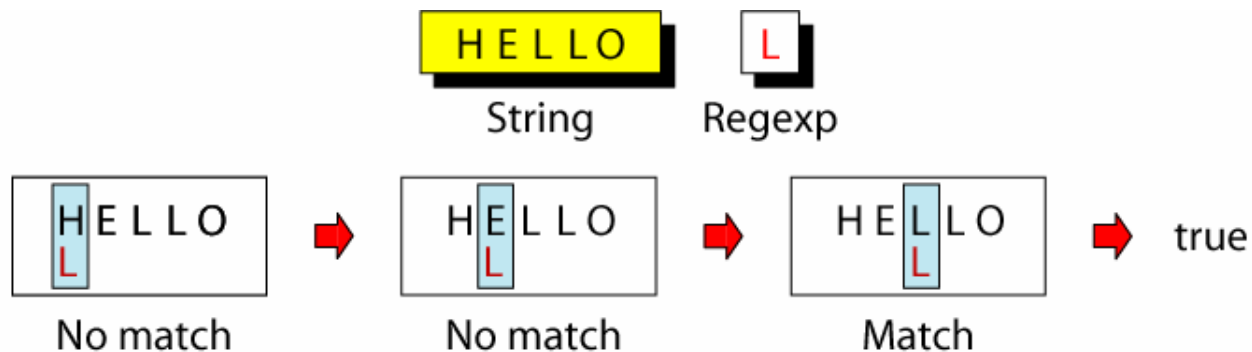 HELLO L
String Regexp
HELLO HELLO HELLO
L L L true
No match No match Match